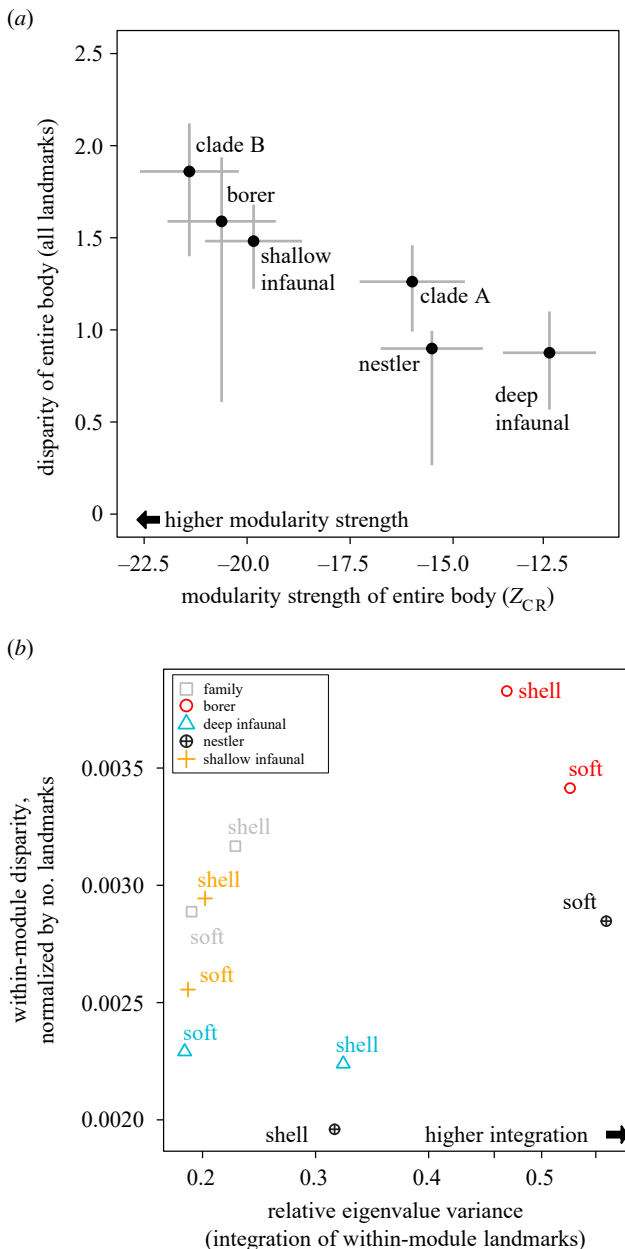 (a)
2.5
2.0
1.5
1.0
0.5
0
disparity of entire body (all landmarks)
clade B
borer
shallow
infaunal
clade A
nestler
deep
infaunal
higher modularity strength
–22.5 –20.0 –17.5 –15.0 –12.5
modularity strength of entire body (ZCR)
(b)
family
borer
deep infaunal
nestler
shallow infaunal
0.0035
0.0030
0.0025
0.0020
within-module disparity,
normalized by no. landmarks
shell
soft
shell
shell
soft
soft
soft
soft
shell
shell
higher integration
0.2 0.3 0.4 0.5
relative eigenvalue variance
(integration of within-module landmarks)